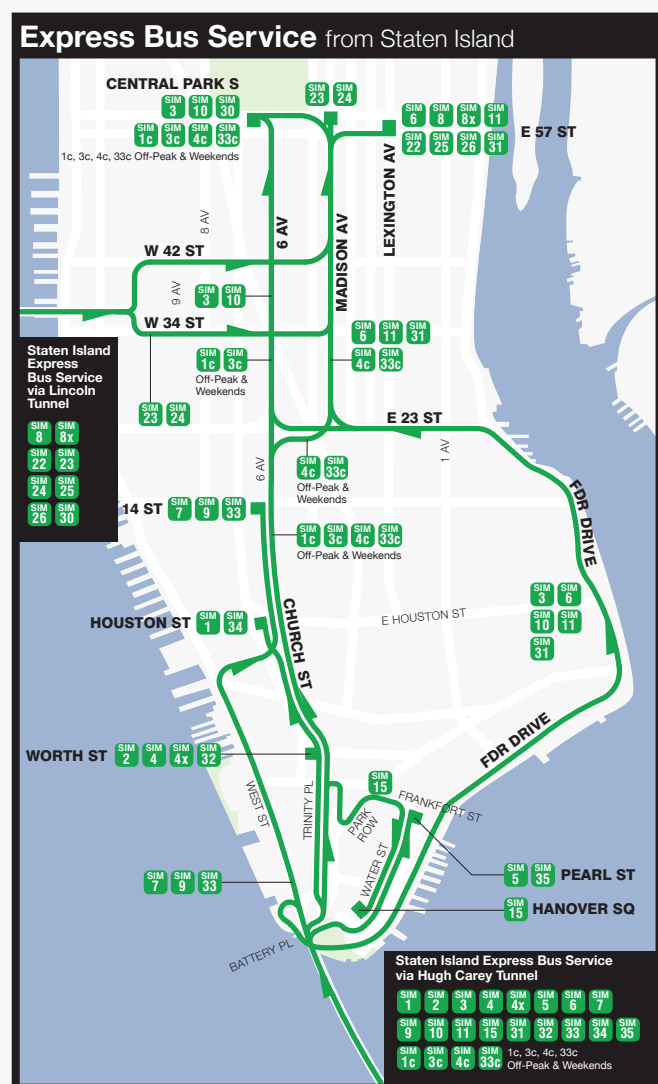 Express Bus Service from Staten Island
CENTRAL PARK S
SIM 3 SIM 10 SIM 30
SIM 1c SIM 3c SIM 4c SIM 33c
1c, 3c, 4c, 33c Off-Peak & Weekends
SIM 23 SIM 24
SIM 6 SIM 8 SIM 8x SIM 11
SIM 22 SIM 25 SIM 26 SIM 31
E 57 ST
LEXINGTON AV
MADISON AV
6 AV
8 AV
W 42 ST
9 AV
SIM 3 SIM 10
W 34 ST
SIM 6 SIM 11 SIM 31
SIM 4c SIM 33c
SIM 1c SIM 3c
Off-Peak &
Weekends
Staten Island
Express
Bus Service
via Lincoln
Tunnel
SIM 8 SIM 8x
SIM 22 SIM 23
SIM 24 SIM 25
SIM 26 SIM 30
SIM 23 SIM 24
E 23 ST
1 AV
6 AV
SIM 4c SIM 33c
Off-Peak &
Weekends
FDR DRIVE
14 ST SIM 7 SIM 9 SIM 33
SIM 1c SIM 3c SIM 4c SIM 33c
Off-Peak & Weekends
SIM 3 SIM 6
SIM 10 SIM 11
SIM 31
HOUSTON ST SIM 1 SIM 34
CHURCH ST
E HOUSTON ST
WORTH ST SIM 2 SIM 4 SIM 4x SIM 32
FDR DRIVE
WEST ST
TRINITY PL
SIM 15
PARK
ROW
FRANKFORT ST
WATER ST
SIM 7 SIM 9 SIM 33
SIM 5 SIM 35 PEARL ST
SIM 15 HANOVER SQ
BATTERY PL
Staten Island Express Bus Service
via Hugh Carey Tunnel
SIM 1 SIM 2 SIM 3 SIM 4 SIM 4x SIM 5 SIM 6 SIM 7
SIM 9 SIM 10 SIM 11 SIM 15 SIM 31 SIM 32 SIM 33 SIM 34 SIM 35
SIM 1c SIM 3c SIM 4c SIM 33c
1c, 3c, 4c, 33c
Off-Peak & Weekends